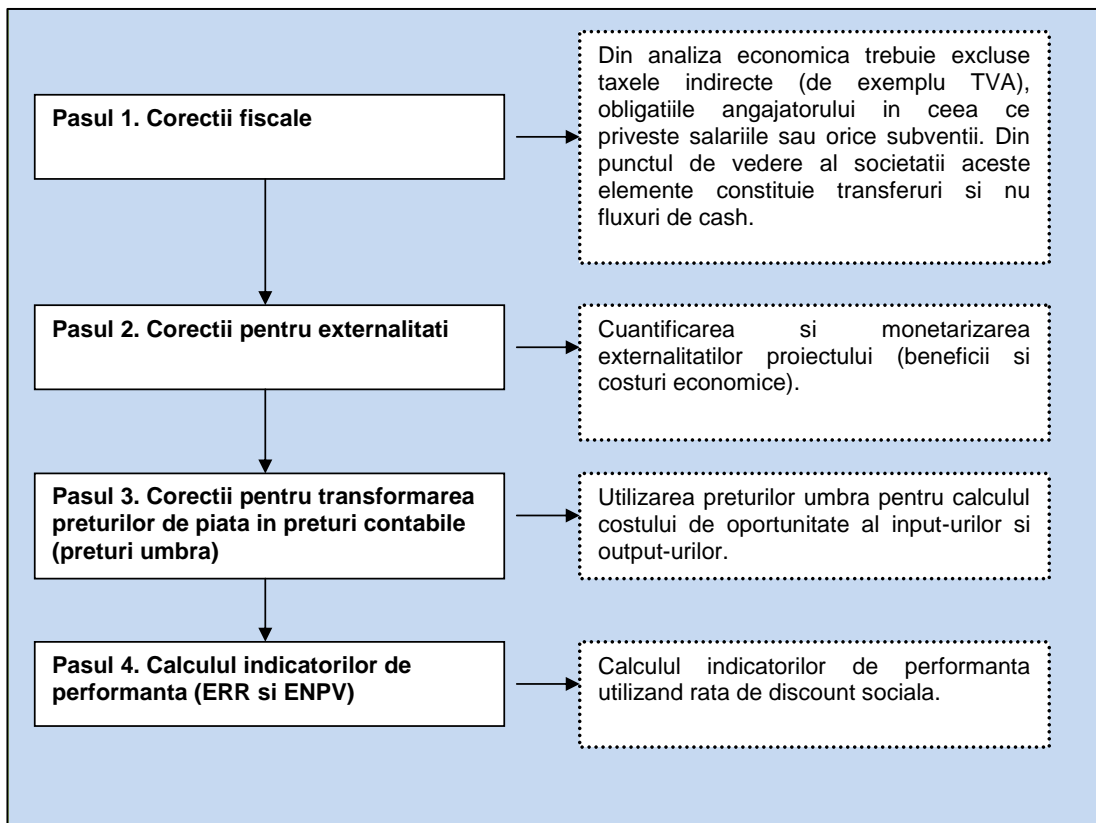 Pasul 1. Corectii fiscale
Din analiza economica trebuie excluse
taxele indirecte (de exemplu TVA),
obligatiile angajatorului in ceea ce
priveste salariile sau orice subventii. Din
punctul de vedere al societatii aceste
elemente constituie transferuri si nu
fluxuri de cash.
Pasul 2. Corectii pentru externalitati
Cuantificarea si monetarizarea
externalitatilor proiectului (beneficii si
costuri economice).
Pasul 3. Corectii pentru transformarea
preturilor de piata in preturi contabile
(preturi umbra)
Utilizarea preturilor umbra pentru calculul
costului de oportunitate al input-urilor si
output-urilor.
Pasul 4. Calculul indicatorilor de
performanta (ERR si ENPV)
Calculul indicatorilor de performanta
utilizand rata de discount sociala.